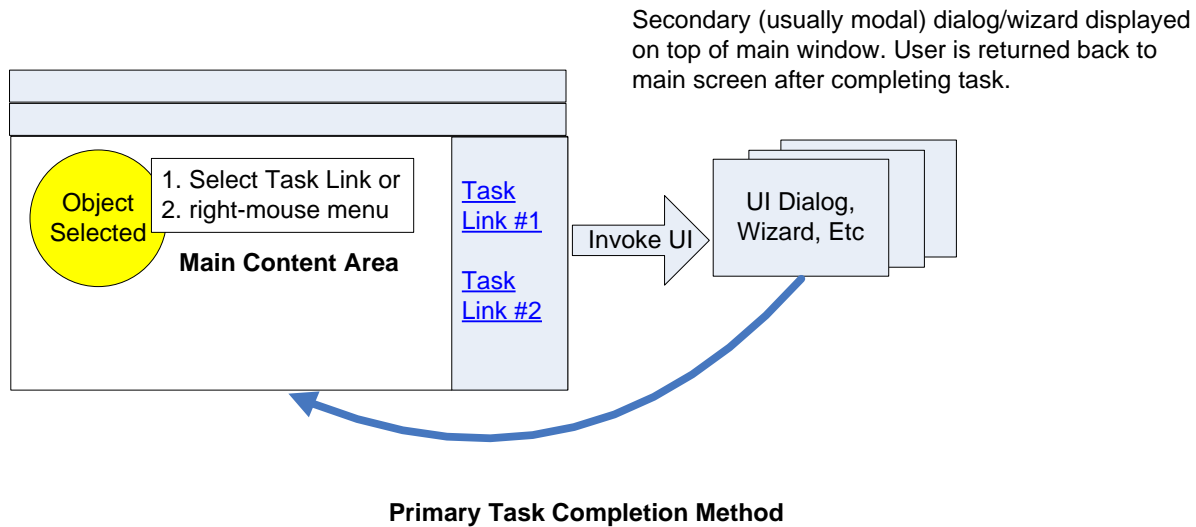 Secondary (usually modal) dialog/wizard displayed
on top of main window. User is returned back to
main screen after completing task.
Object
Selected
1. Select Task Link or
2. right-mouse menu
Main Content Area
Task
Link #1
Task
Link #2
Invoke UI
UI Dialog,
Wizard, Etc
Primary Task Completion Method